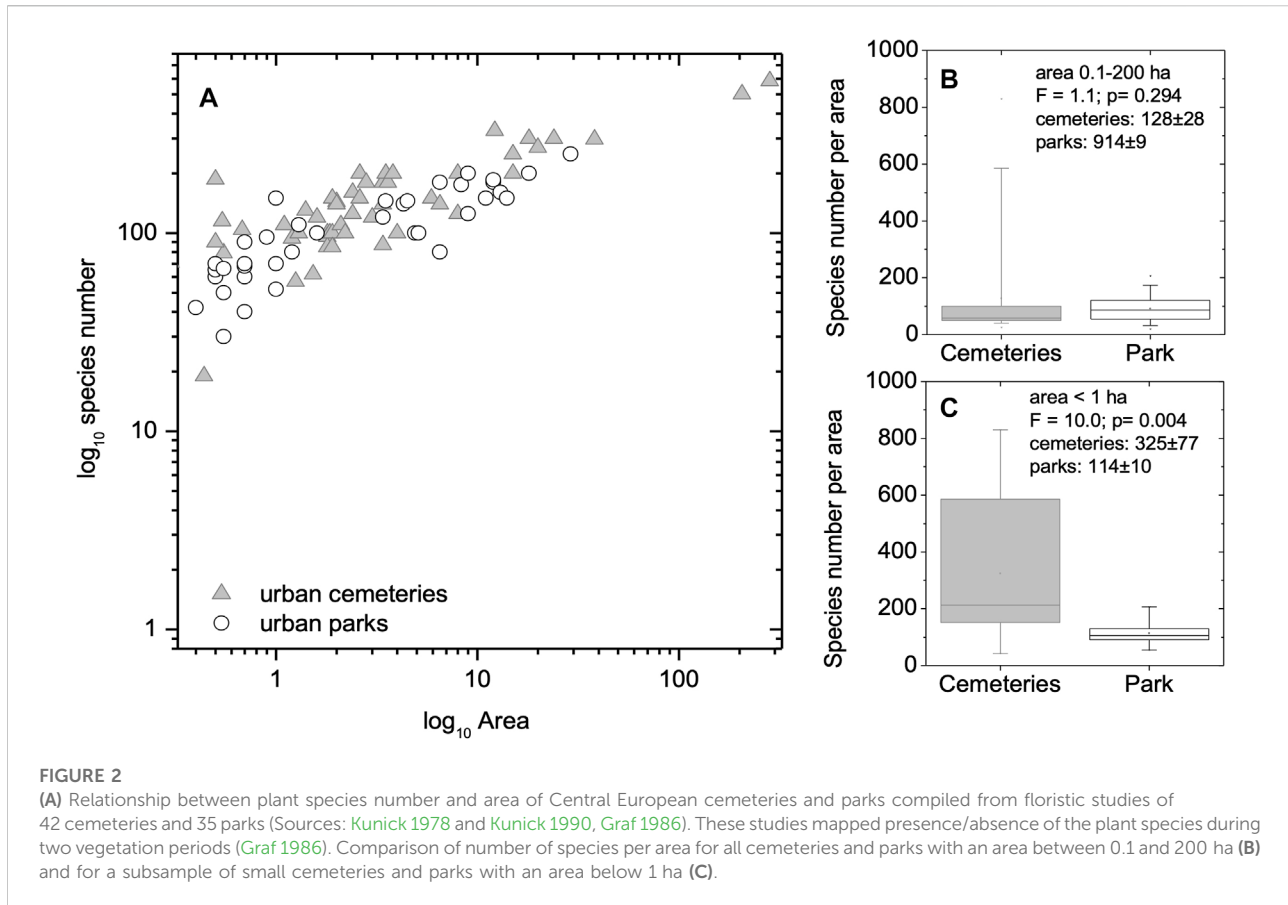 A
log10 species number
100
10
1
urban cemeteries
urban parks
1
10
100
log10 Area
B
Species number per area
1000
800
600
400
200
0
area 0.1-200 ha
F = 1.1; p= 0.294
cemeteries: 128±28
parks: 914±9
Cemeteries
Park
C
Species number per area
1000
800
600
400
200
0
area < 1 ha
F = 10.0; p= 0.004
cemeteries: 325±77
parks: 114±10
Cemeteries
Park
FIGURE 2
(A) Relationship between plant species number and area of Central European cemeteries and parks compiled from floristic studies of
42 cemeteries and 35 parks (Sources: Kunick 1978 and Kunick 1990, Graf 1986). These studies mapped presence/absence of the plant species during
two vegetation periods (Graf 1986). Comparison of number of species per area for all cemeteries and parks with an area between 0.1 and 200 ha (B)
and for a subsample of small cemeteries and parks with an area below 1 ha (C).